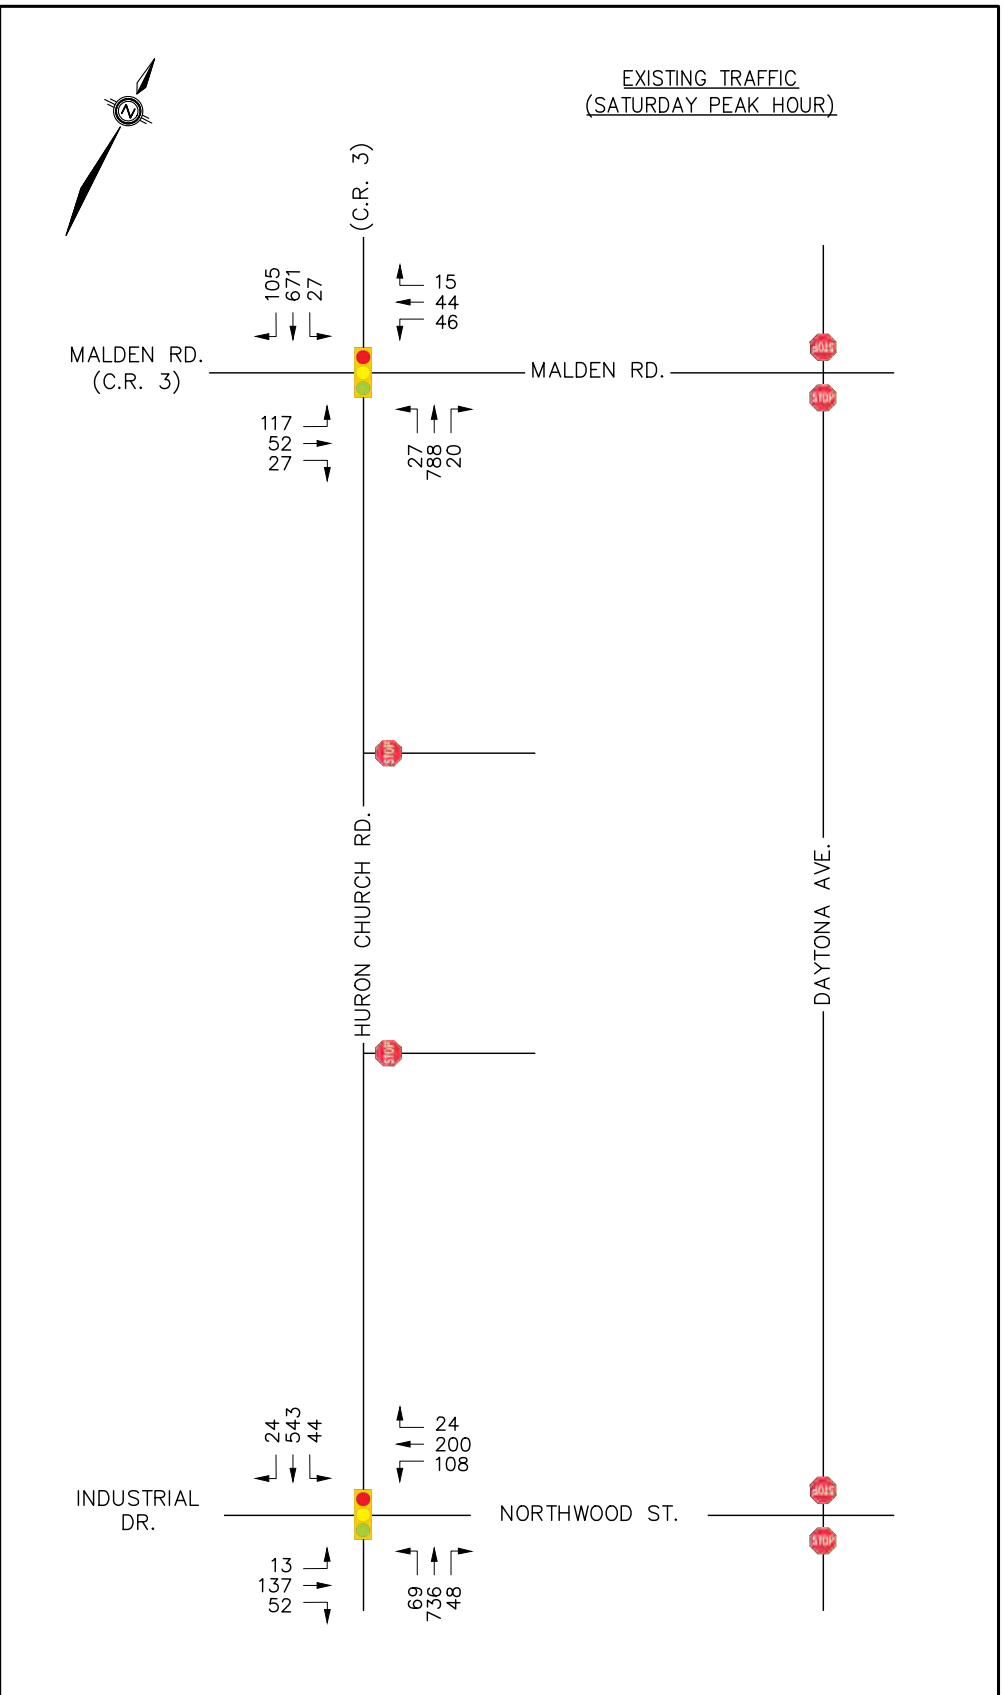 EXISTING TRAFFIC
(SATURDAY PEAK HOUR)
N
(C.R. 3)
105
671
27
15
44
46
MALDEN RD.
(C.R. 3)
MALDEN RD.
STOP
STOP
117
52
27
27
788
20
STOP
HURON CHURCH RD.
DAYTONA AVE.
STOP
24
543
44
24
200
108
INDUSTRIAL
DR.
NORTHWOOD ST.
STOP
STOP
13
137
52
69
736
48